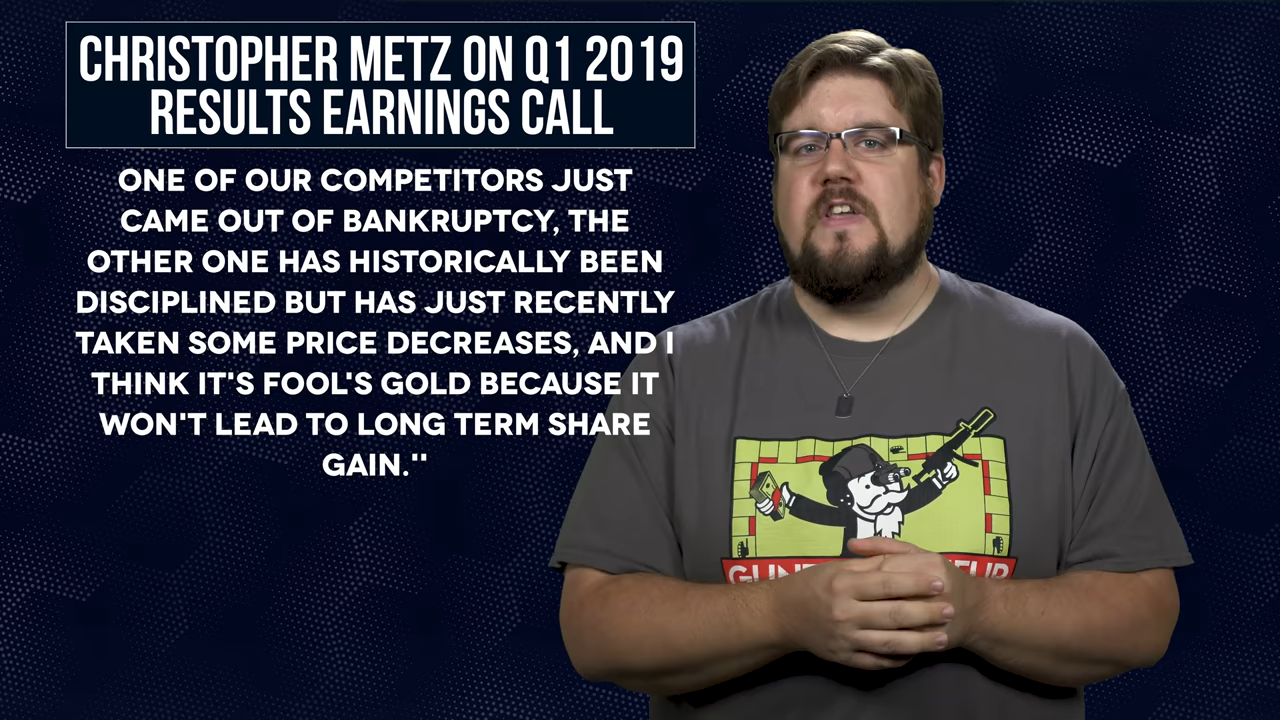 CHRISTOPHER METZ ON Q1 2019
RESULTS EARNINGS CALL
ONE OF OUR COMPETITORS JUST
CAME OUT OF BANKRUPTCY, THE
OTHER ONE HAS HISTORICALLY BEEN
DISCIPLINED BUT HAS JUST RECENTLY
TAKEN SOME PRICE DECREASES, AND I
THINK IT'S FOOL'S GOLD BECAUSE IT
WON'T LEAD TO LONG TERM SHARE
GAIN."